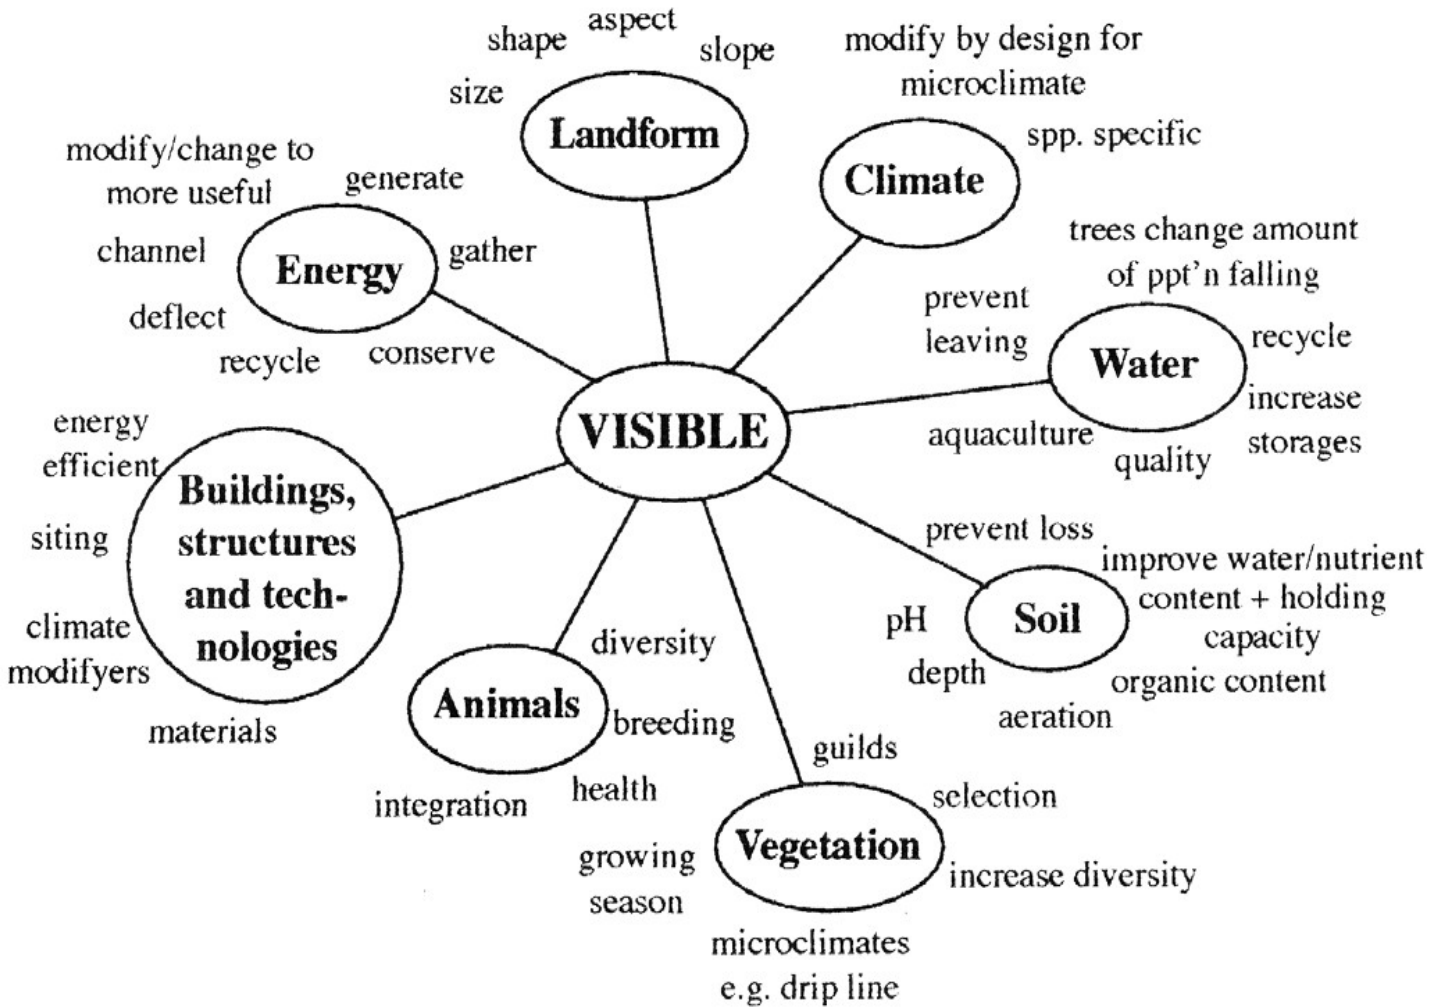 aspect
shape
slope
size
Landform
modify by design for
microclimate
spp. specific
Climate
modify/change to
more useful
generate
channel
gather
Energy
deflect
recycle
conserve
trees change amount
of ppt'n falling
prevent
leaving
recycle
Water
increase
storages
aquaculture
quality
VISIBLE
energy
efficient
Buildings,
structures
and tech-
nologies
siting
climate
modifyers
materials
prevent loss
improve water/nutrient
content + holding
capacity
pH
Soil
depth
organic content
aeration
diversity
Animals
breeding
health
integration
guilds
selection
Vegetation
growing
season
increase diversity
microclimates
e.g. drip line